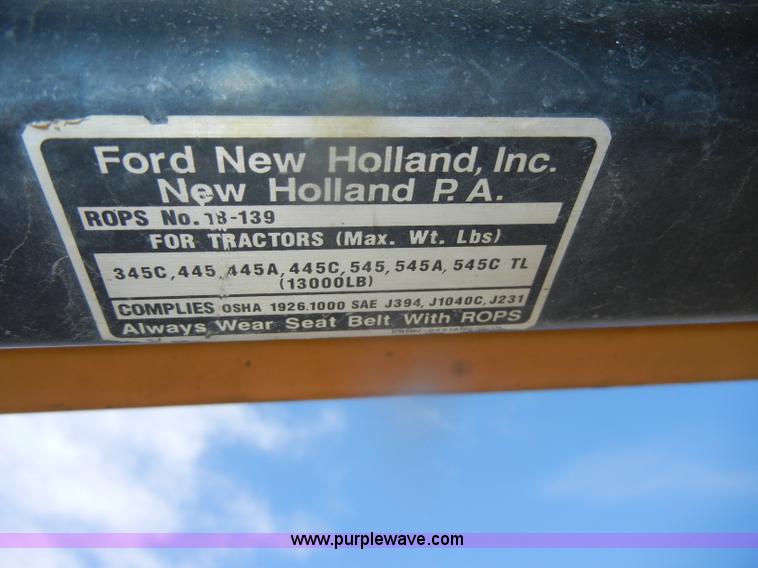 Ford New Holland, Inc.
New Holland P.A.
ROPS No. 18-139
FOR TRACTORS (Max. Wt. Lbs)
345C, 445, 445A, 445C, 545, 545A, 545C TL
(13000LB)
COMPLIES OSHA 1926.1000 SAE J394, J1040C, J231
Always Wear Seat Belt With ROPS
www.purplewave.com